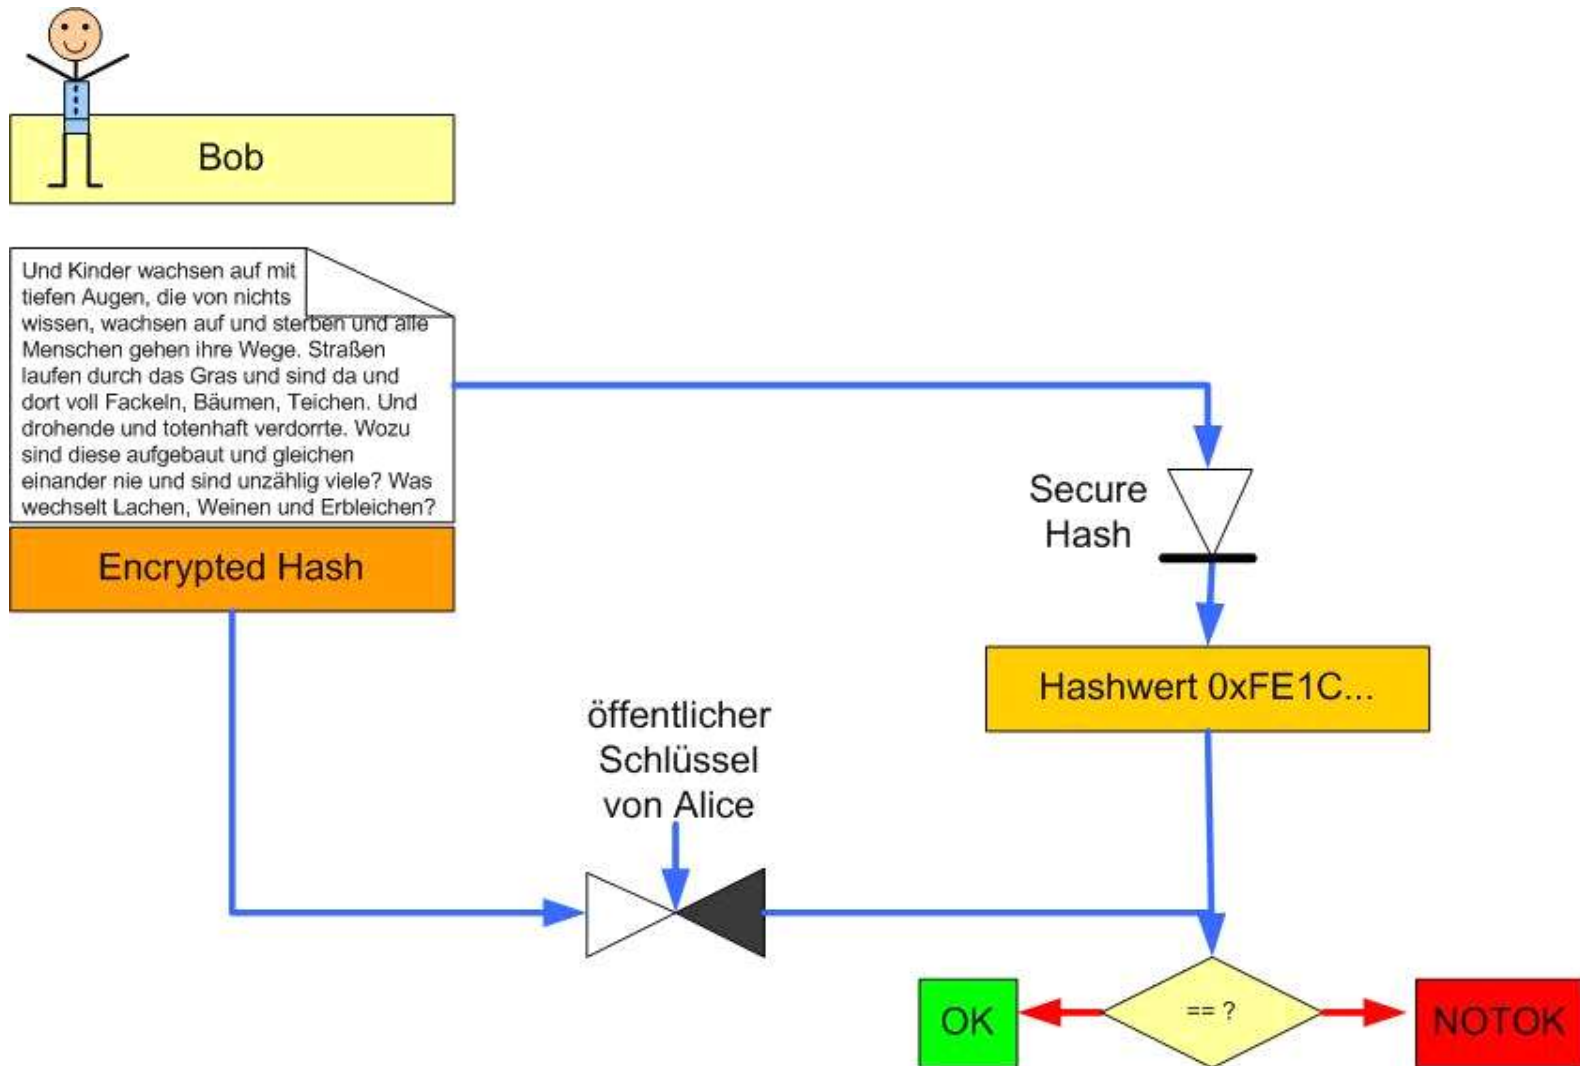 Bob
Und Kinder wachsen auf mit
tiefen Augen, die von nichts
wissen, wachsen auf und sterben und alle
Menschen gehen ihre Wege. Straßen
laufen durch das Gras und sind da und
dort voll Fackeln, Bäumen, Teichen. Und
drohende und totenhaft verdorrte. Wozu
sind diese aufgebaut und gleichen
einander nie und sind unzählig viele? Was
wechselt Lachen, Weinen und Erbleichen?
Encrypted Hash
Secure
Hash
Hashwert 0xFE1C...
öffentlicher
Schlüssel
von Alice
== ?
OK
NOTOK